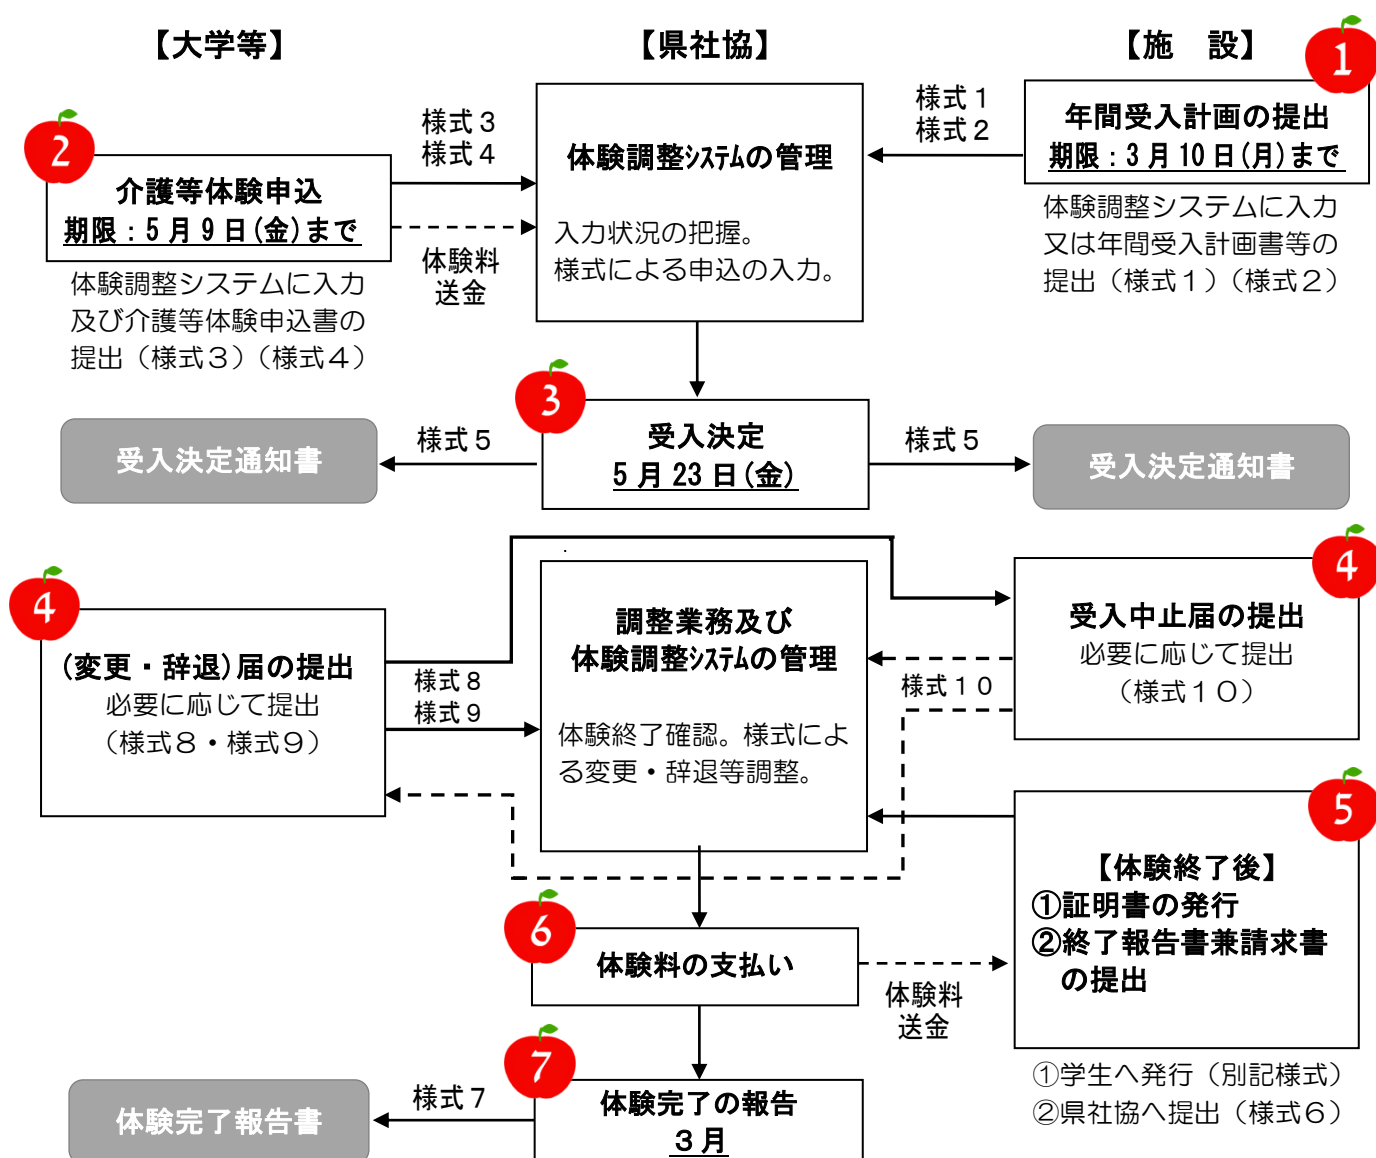 【大学等】
【県社協】
【施　設】
1
年間受入計画の提出
期限：3月10日(月)まで
様式1
様式2
体験調整システムに入力
又は年間受入計画書等の
提出（様式1）（様式2）
2
介護等体験申込
期限：5月9日(金)まで
様式3
様式4
体験料
送金
体験調整システムに入力
及び介護等体験申込書の
提出（様式3）（様式4）
体験調整ｼｽﾃﾑの管理
入力状況の把握。
様式による申込の入力。
3
受入決定
5月23日(金)
様式5
様式5
受入決定通知書
受入決定通知書
4
(変更・辞退)届の提出
必要に応じて提出
（様式8・様式9）
様式8
様式9
調整業務及び
体験調整ｼｽﾃﾑの管理
体験終了確認。様式によ
る変更・辞退等調整。
4
受入中止届の提出
必要に応じて提出
（様式10）
様式10
5
【体験終了後】
①証明書の発行
②終了報告書兼請求書
の提出
①学生へ発行（別記様式）
②県社協へ提出（様式6）
6
体験料の支払い
体験料
送金
7
体験完了の報告
3月
様式7
体験完了報告書